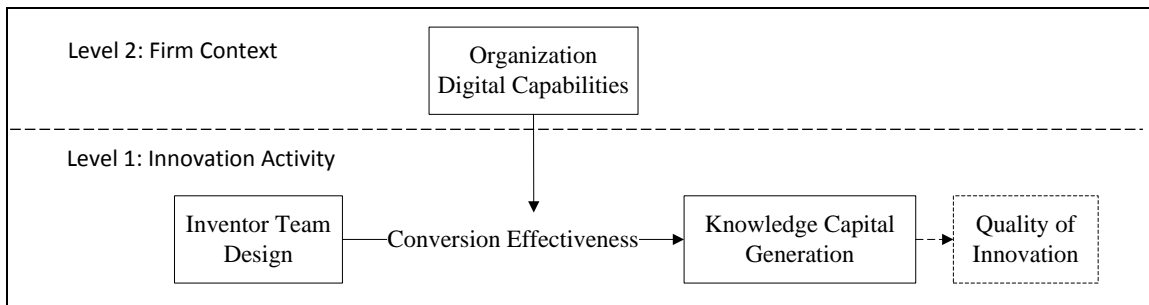 Level 2: Firm Context
Organization
Digital Capabilities
Level 1: Innovation Activity
Inventor Team
Design
Conversion Effectiveness
Knowledge Capital
Generation
Quality of
Innovation